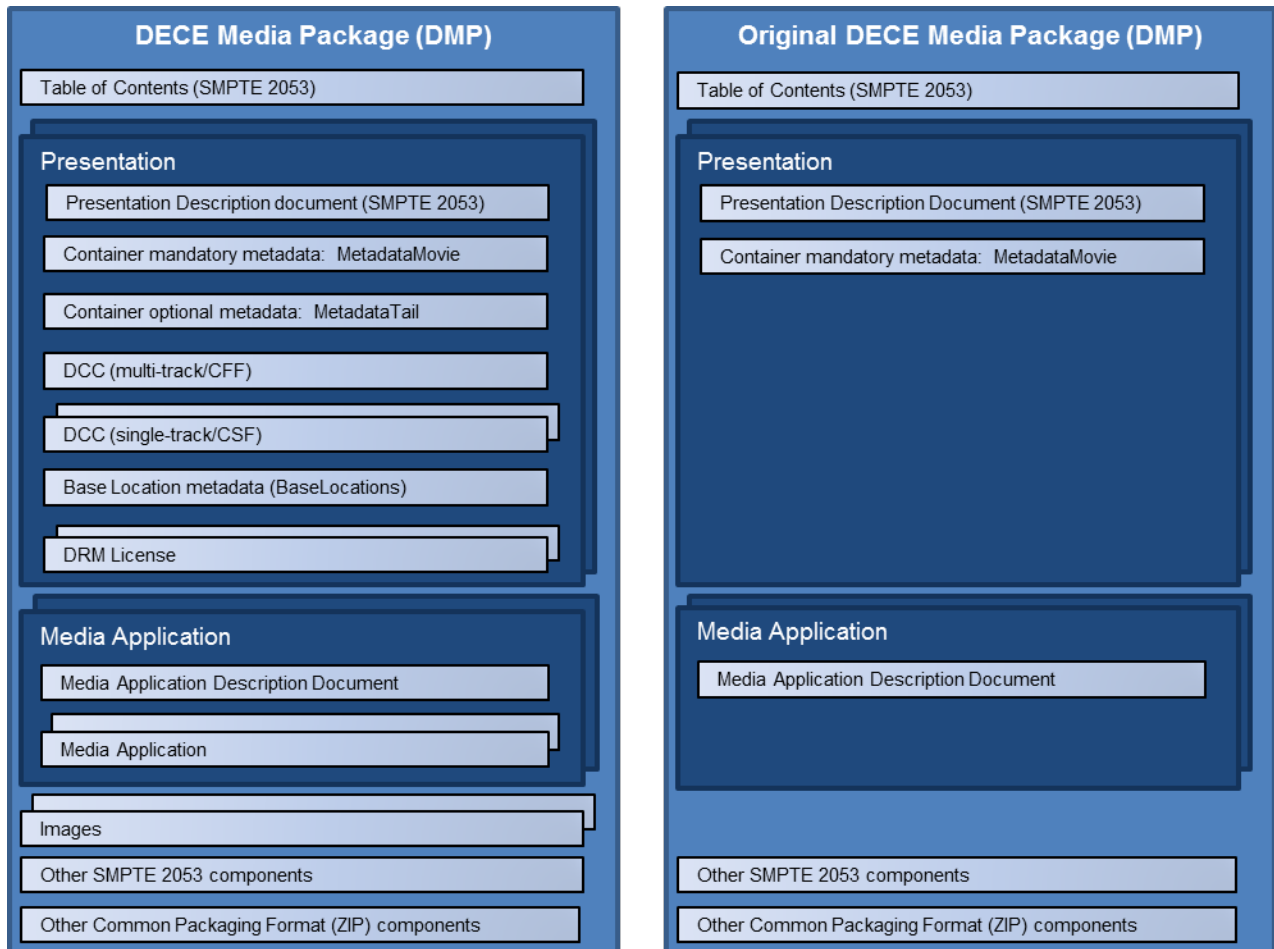 DECE Media Package (DMP)
Table of Contents (SMPTE 2053)
Presentation
Presentation Description document (SMPTE 2053)
Container mandatory metadata: MetadataMovie
Container optional metadata: MetadataTail
DCC (multi-track/CFF)
DCC (single-track/CSF)
Base Location metadata (BaseLocations)
DRM License
Media Application
Media Application Description Document
Media Application
Images
Other SMPTE 2053 components
Other Common Packaging Format (ZIP) components
Original DECE Media Package (DMP)
Table of Contents (SMPTE 2053)
Presentation
Presentation Description Document (SMPTE 2053)
Container mandatory metadata: MetadataMovie
Media Application
Media Application Description Document
Other SMPTE 2053 components
Other Common Packaging Format (ZIP) components